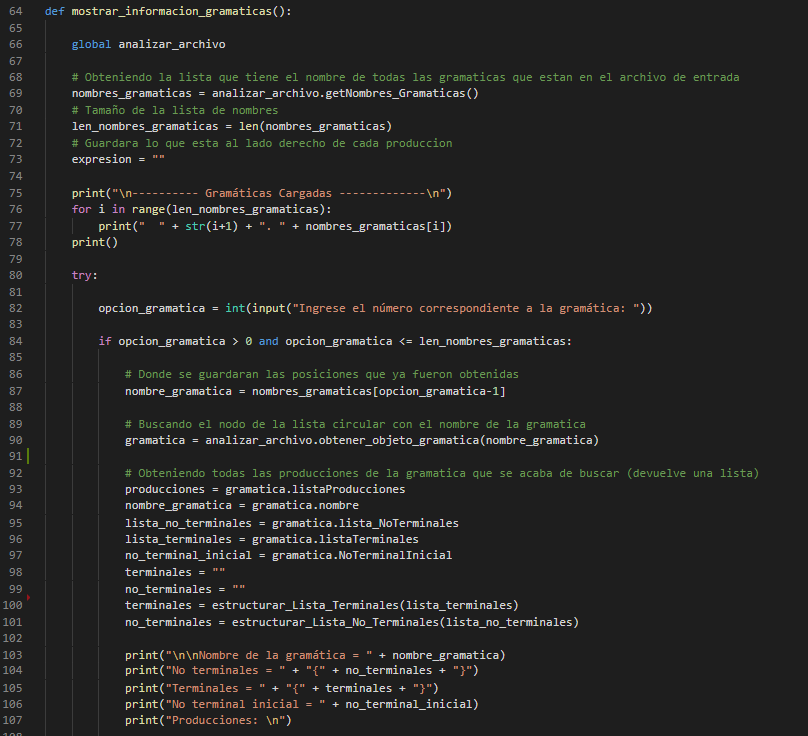 64 def mostrar_informacion_gramaticas():
65
66     global analizar_archivo
67
68     # Obteniendo la lista que tiene el nombre de todas las gramaticas que estan en el archivo de entrada
69     nombres_gramaticas = analizar_archivo.getNombres_Gramaticas()
70     # Tamaño de la lista de nombres
71     len_nombres_gramaticas = len(nombres_gramaticas)
72     # Guardara lo que esta al lado derecho de cada produccion
73     expresion = ""
74
75     print("\n---------- Gramáticas Cargadas -------------\n")
76     for i in range(len_nombres_gramaticas):
77         print("  " + str(i+1) + ". " + nombres_gramaticas[i])
78     print()
79
80     try:
81
82         opcion_gramatica = int(input("Ingrese el número correspondiente a la gramática: "))
83
84         if opcion_gramatica > 0 and opcion_gramatica <= len_nombres_gramaticas:
85
86             # Donde se guardaran las posiciones que ya fueron obtenidas
87             nombre_gramatica = nombres_gramaticas[opcion_gramatica-1]
88
89             # Buscando el nodo de la lista circular con el nombre de la gramatica
90             gramatica = analizar_archivo.obtener_objeto_gramatica(nombre_gramatica)
91
92             # Obteniendo todas las producciones de la gramatica que se acaba de buscar (devuelve una lista)
93             producciones = gramatica.listaProducciones
94             nombre_gramatica = gramatica.nombre
95             lista_no_terminales = gramatica.lista_NoTerminales
96             lista_terminales = gramatica.listaTerminales
97             no_terminal_inicial = gramatica.NoTerminalInicial
98             terminales = ""
99             no_terminales = ""
100             terminales = estructurar_Lista_Terminales(lista_terminales)
101             no_terminales = estructurar_Lista_No_Terminales(lista_no_terminales)
102
103             print("\n\nNombre de la gramática = " + nombre_gramatica)
104             print("No terminales = " + "{" + no_terminales + "}")
105             print("Terminales = " + "{" + terminales + "}")
106             print("No terminal inicial = " + no_terminal_inicial)
107             print("Producciones: \n")